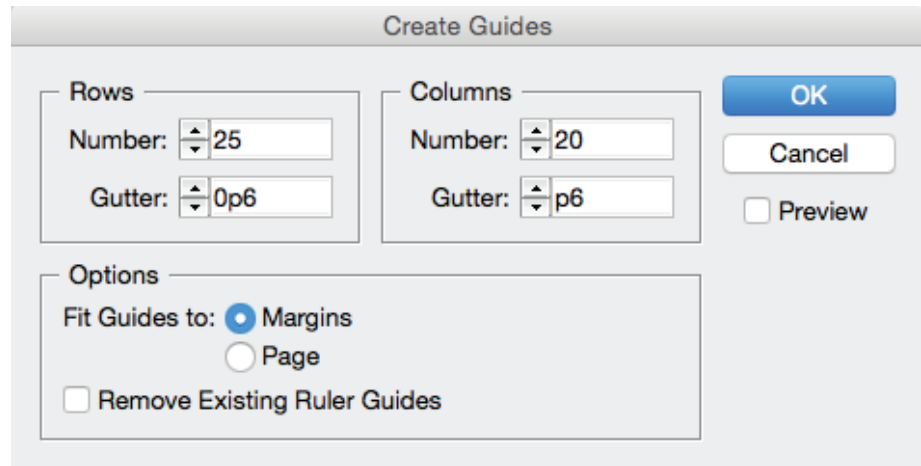 Create Guides
Rows
Number: 25
Gutter: 0p6
Columns
Number: 20
Gutter: p6
OK
Cancel
Preview
Options
Fit Guides to: Margins
Page
Remove Existing Ruler Guides